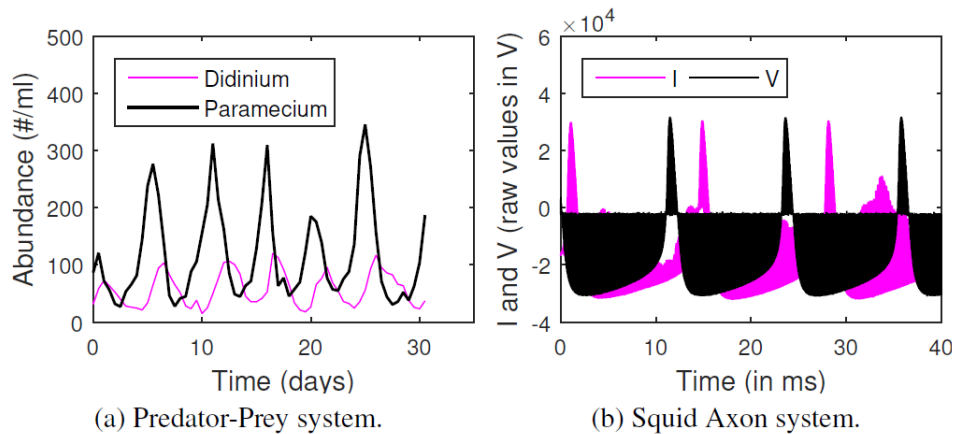 500
400
300
200
100
0
Abundance (#/ml)
Didinium
Paramecium
0 10 20 30
Time (days)
(a) Predator-Prey system.
×10⁴
6
4
2
0
-2
-4
I and V (raw values in V)
I V
0 10 20 30 40
Time (in ms)
(b) Squid Axon system.